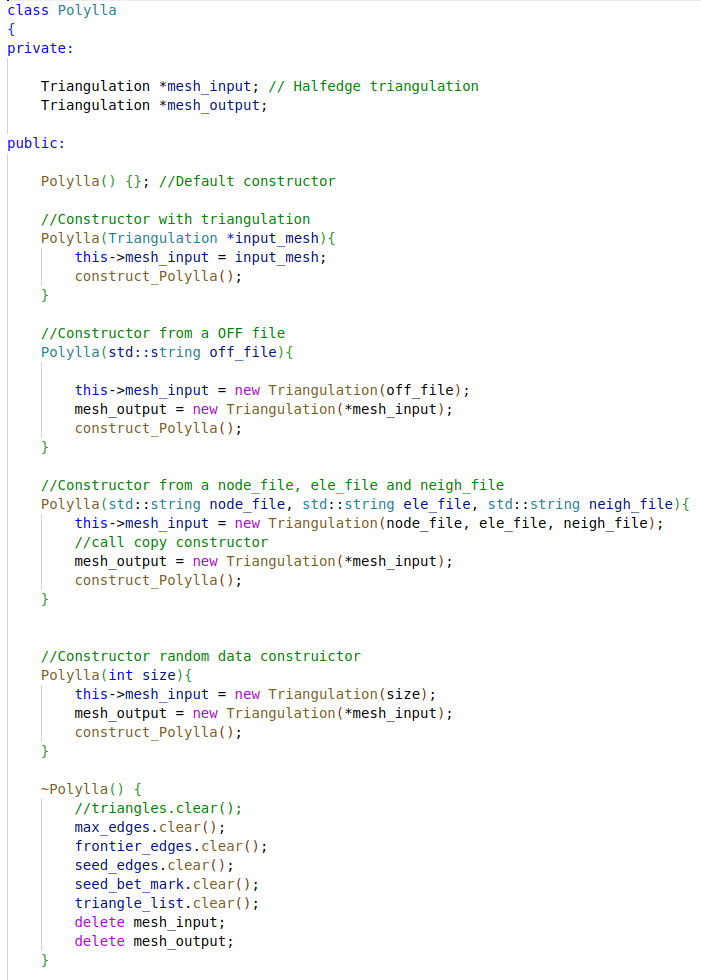 class Polylla
{
private:
Triangulation *mesh_input; // Halfedge triangulation
Triangulation *mesh_output;
public:
Polylla() {}; //Default constructor
//Constructor with triangulation
Polylla(Triangulation *input_mesh){
this->mesh_input = input_mesh;
construct_Polylla();
}
//Constructor from a OFF file
Polylla(std::string off_file){
this->mesh_input = new Triangulation(off_file);
mesh_output = new Triangulation(*mesh_input);
construct_Polylla();
}
//Constructor from a node_file, ele_file and neigh_file
Polylla(std::string node_file, std::string ele_file, std::string neigh_file){
this->mesh_input = new Triangulation(node_file, ele_file, neigh_file);
//call copy constructor
mesh_output = new Triangulation(*mesh_input);
construct_Polylla();
}
//Constructor random data construictor
Polylla(int size){
this->mesh_input = new Triangulation(size);
mesh_output = new Triangulation(*mesh_input);
construct_Polylla();
}
~Polylla() {
//triangles.clear();
max_edges.clear();
frontier_edges.clear();
seed_edges.clear();
seed_bet_mark.clear();
triangle_list.clear();
delete mesh_input;
delete mesh_output;
}